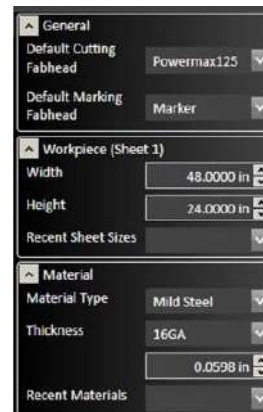 General
Default Cutting
Fabhead
Powermax125
Default Marking
Fabhead
Marker
Workpiece (Sheet 1)
Width
48.0000 in
Height
24.0000 in
Recent Sheet Sizes
Material
Material Type
Mild Steel
Thickness
16GA
0.0598 in
Recent Materials